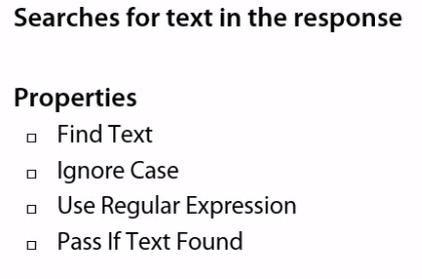 Searches for text in the response
Properties
Find Text
Ignore Case
Use Regular Expression
Pass If Text Found